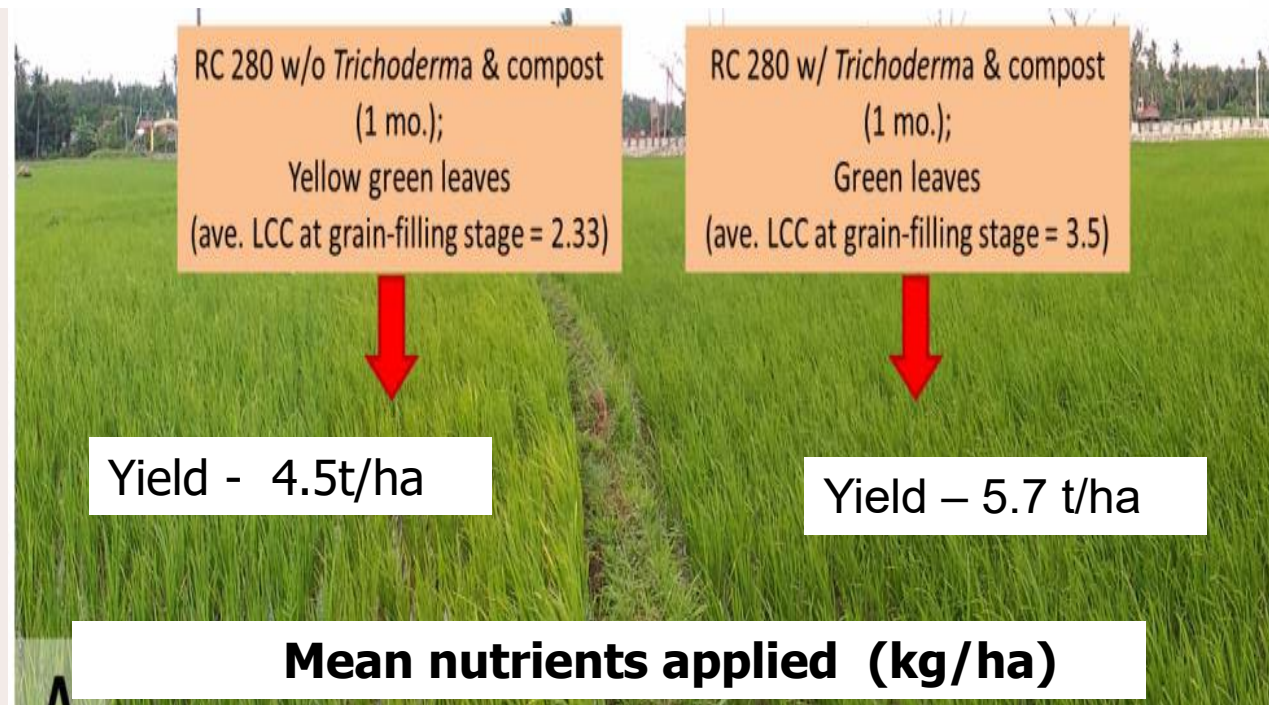 RC 280 w/o Trichoderma & compost
(1 mo.);
Yellow green leaves
(ave. LCC at grain-filling stage = 2.33)
RC 280 w/ Trichoderma & compost
(1 mo.);
Green leaves
(ave. LCC at grain-filling stage = 3.5)
Yield - 4.5t/ha
Yield – 5.7 t/ha
Mean nutrients applied (kg/ha)